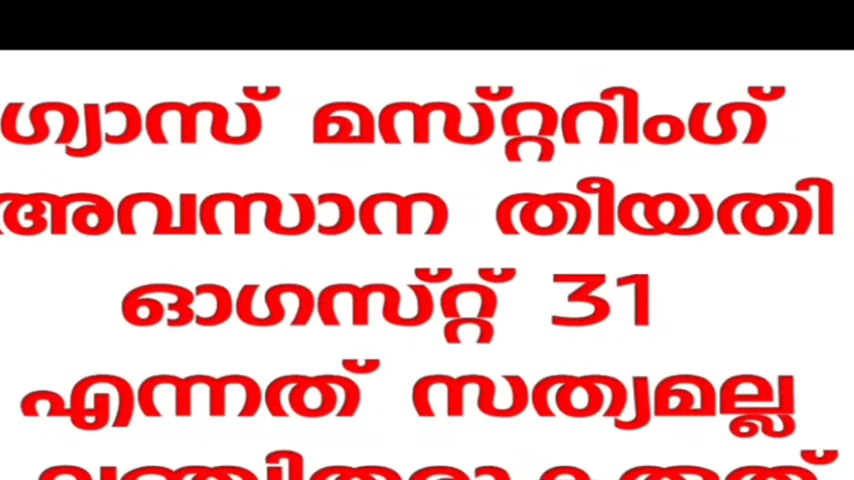 ഗ്യാസ് മസ്റ്ററിംഗ്
അവസാന തീയതി
ഓഗസ്റ്റ് 31
എന്നത് സത്യമല്ല